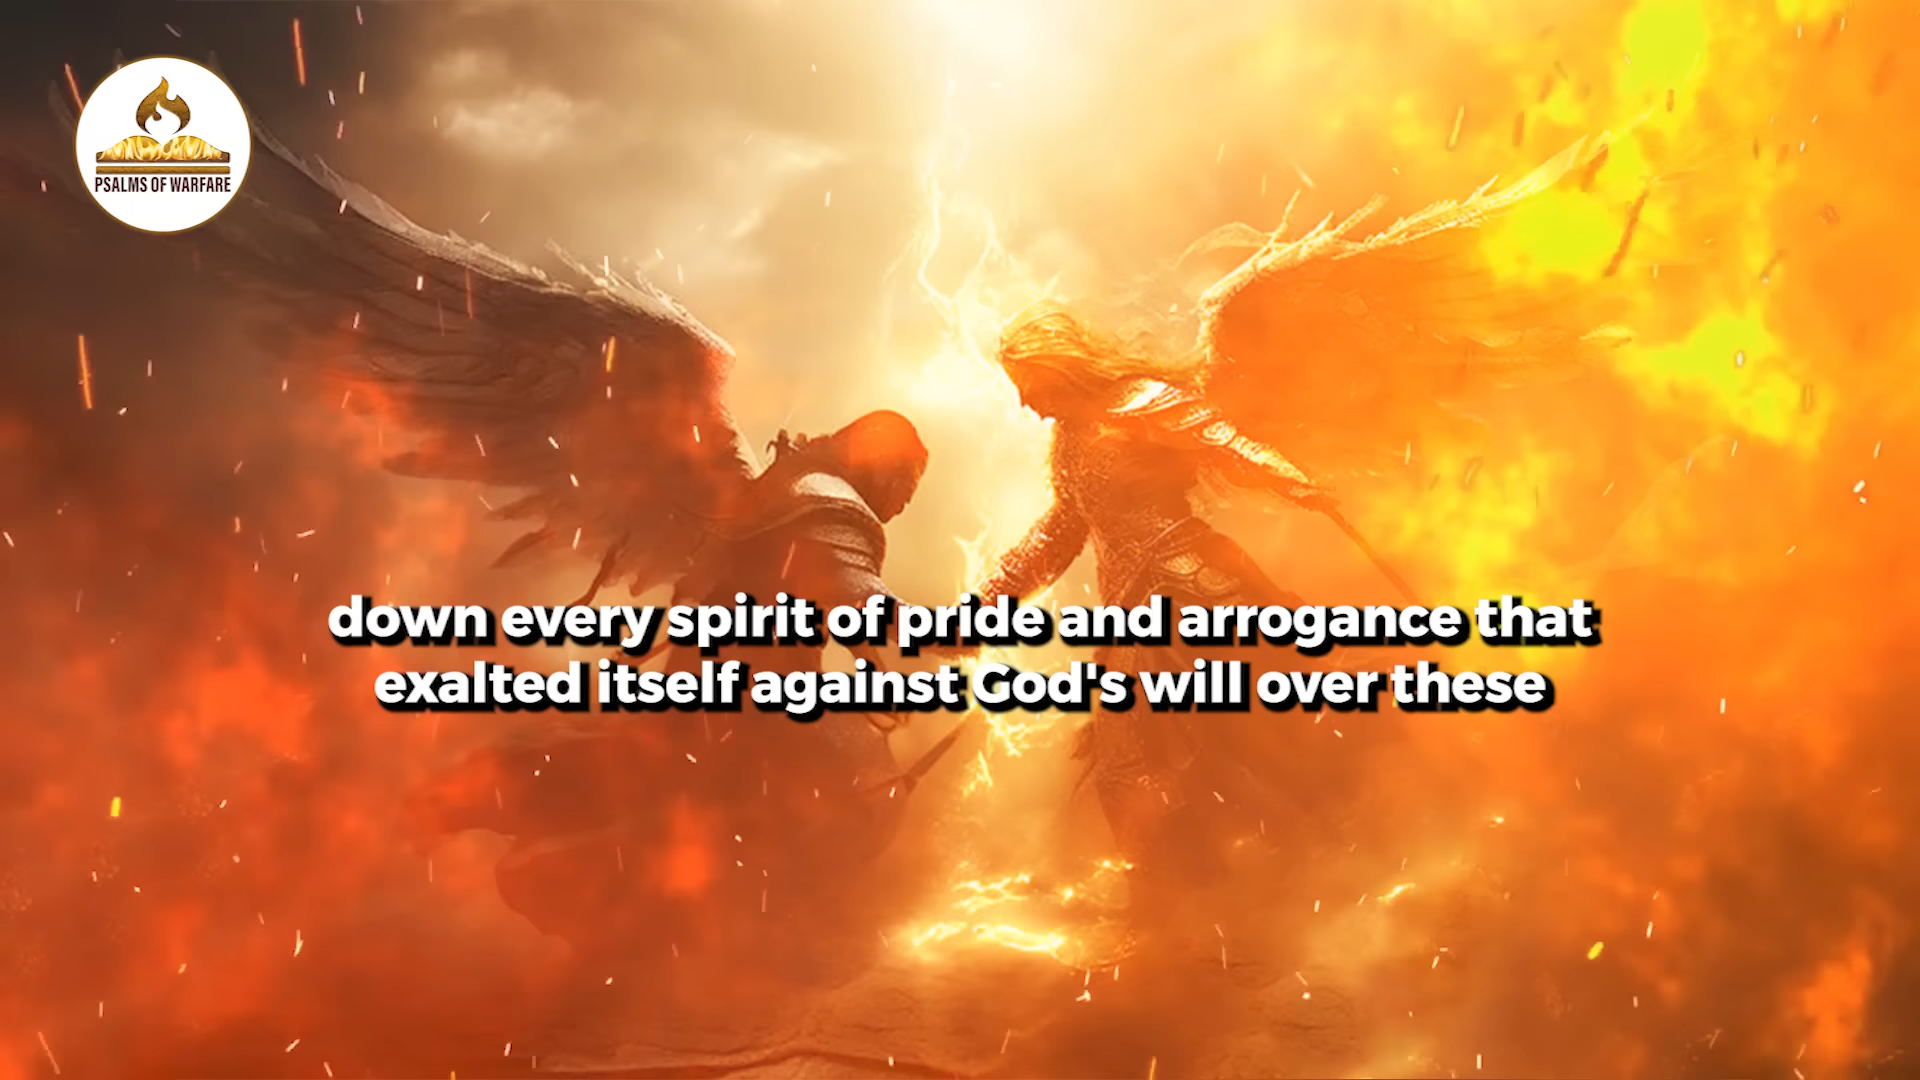 PSALMS OF WARFARE
down every spirit of pride and arrogance that
exalted itself against God's will over these